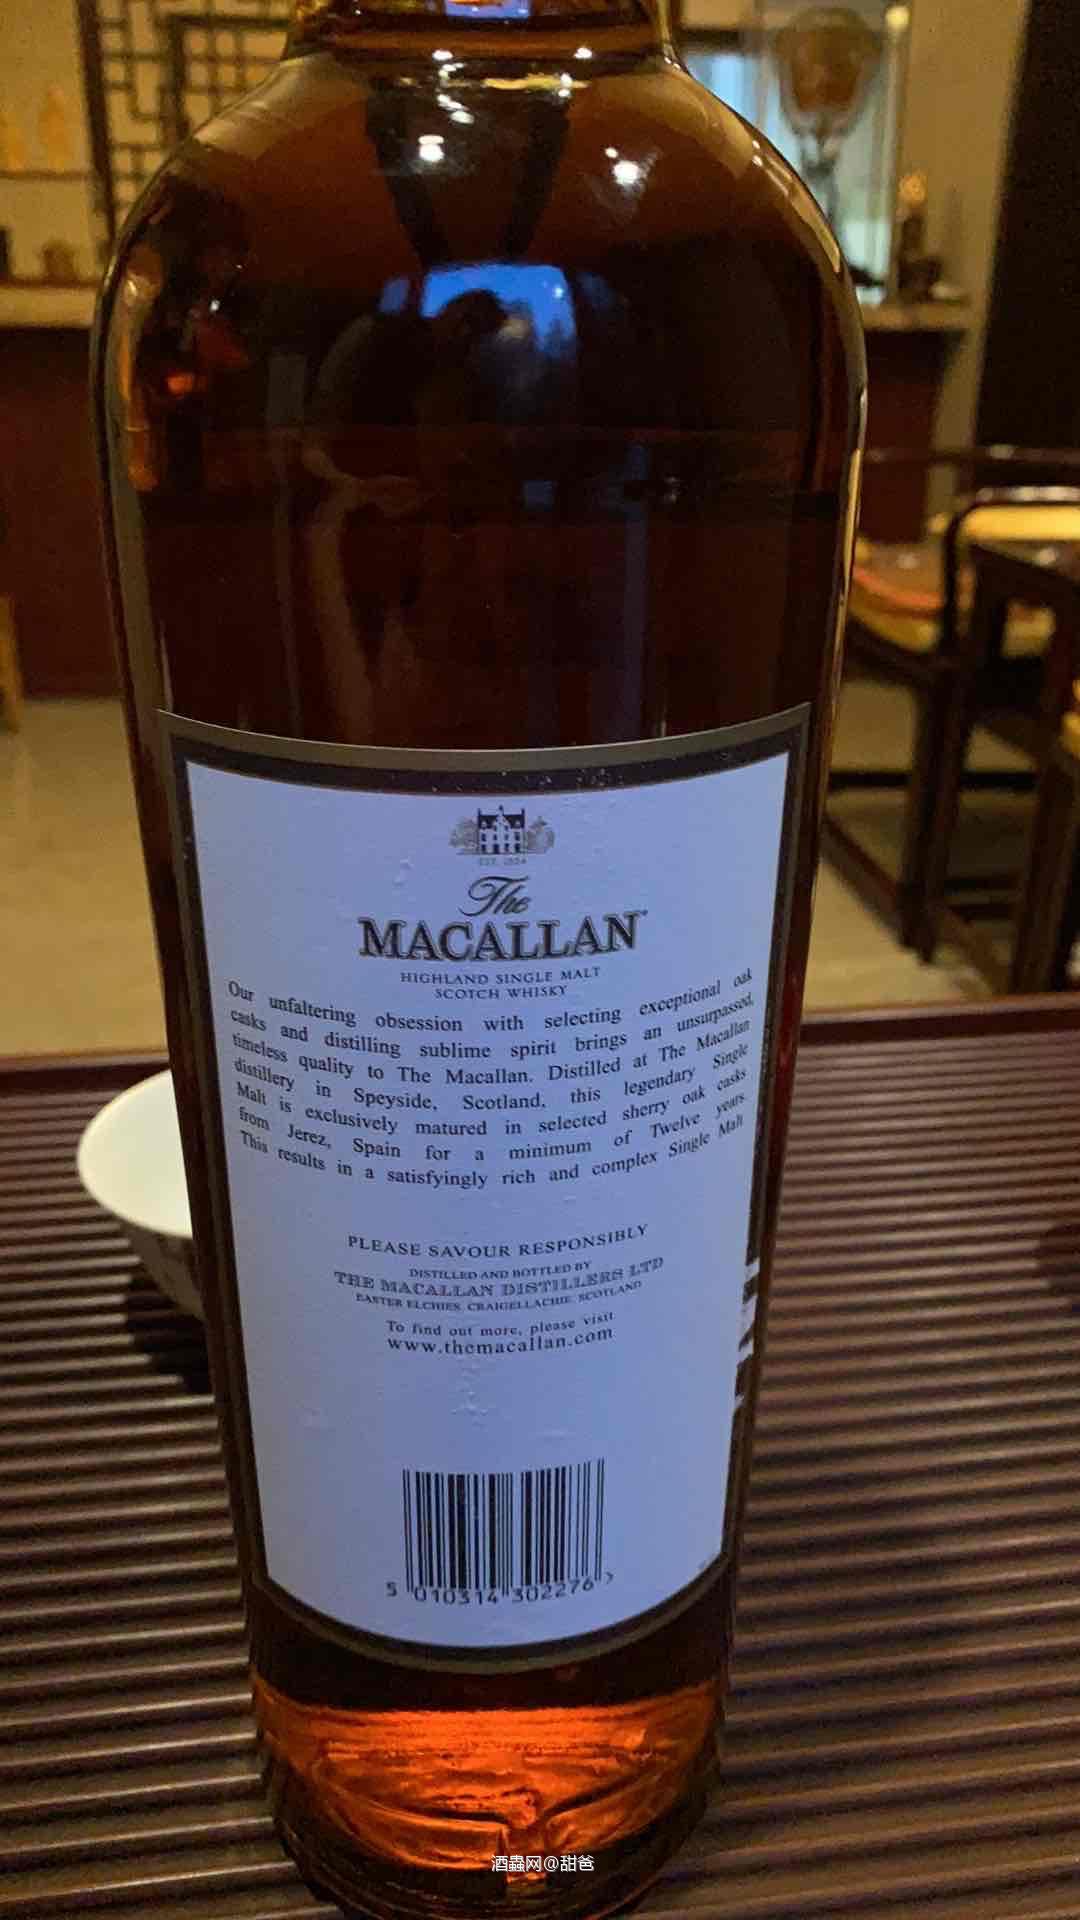 EST. 1824
The
MACALLAN
HIGHLAND SINGLE MALT
SCOTCH WHISKY
Our unfaltering obsession with selecting exceptional oak
casks and distilling sublime spirit brings an unsurpassed,
timeless quality to The Macallan. Distilled at The Macallan
distillery in Speyside, Scotland, this legendary Single
Malt is exclusively matured in selected sherry oak casks
from Jerez, Spain for a minimum of Twelve years.
This results in a satisfyingly rich and complex Single Malt
PLEASE SAVOUR RESPONSIBLY
DISTILLED AND BOTTLED BY
THE MACALLAN DISTILLERS LTD
EASTER ELCHIES, CRAIGELLACHIE, SCOTLAND
To find out more, please visit
www.themacallan.com
5 010314 302276 >
酒蟲网@甜爸